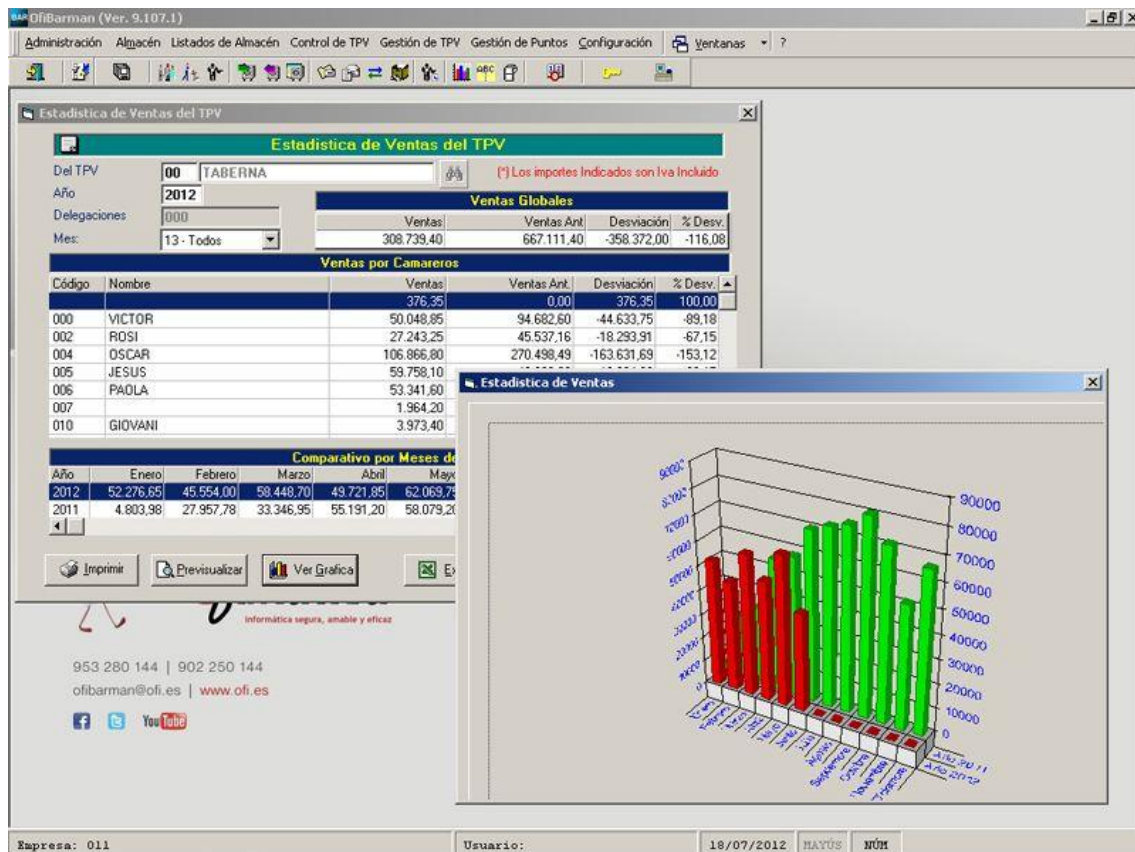 OfiBarman (Ver. 9.107.1)
Administración Almacén Listados de Almacén Control de TPV Gestión de TPV Gestión de Puntos Configuración Ventanas ?
Estadistica de Ventas del TPV
Estadistica de Ventas del TPV
Del TPV 00 TABERNA (*) Los importes Indicados son Iva Incluido
Año 2012
Ventas Globales
Delegaciones 000
Ventas Ventas Ant Desviación % Desv.
Mes: 13 - Todos
308.739,40 667.111,40 -358.372,00 -116,08
Ventas por Camareros
Código Nombre Ventas Ventas Ant. Desviación % Desv.
376,35 0,00 376,35 100,00
000 VICTOR 50.048,85 94.682,60 -44.633,75 -89,18
002 ROSI 27.243,25 45.537,16 -18.293,91 -67,15
004 OSCAR 106.866,80 270.498,49 -163.631,69 -153,12
005 JESUS 59.758,10
006 PAOLA 53.341,60
007 1.964,20
010 GIOVANI 3.973,40
Comparativo por Meses de
Año Enero Febrero Marzo Abril Mayo
2012 52.276,65 45.554,00 58.448,70 49.721,85 62.069,75
2011 4.803,98 27.957,78 33.346,95 55.191,20 58.079,20
Imprimir Previsualizar Ver Grafica
Estadistica de Ventas
90000
80000
70000
60000
50000
40000
30000
20000
10000
0
Año 2011
Año 2012
informática segura, amable y eficaz
953 280 144 | 902 250 144
ofibarman@ofi.es | www.ofi.es
YouTube
Empresa: 011 Usuario: 18/07/2012 MAYÚS NÚM